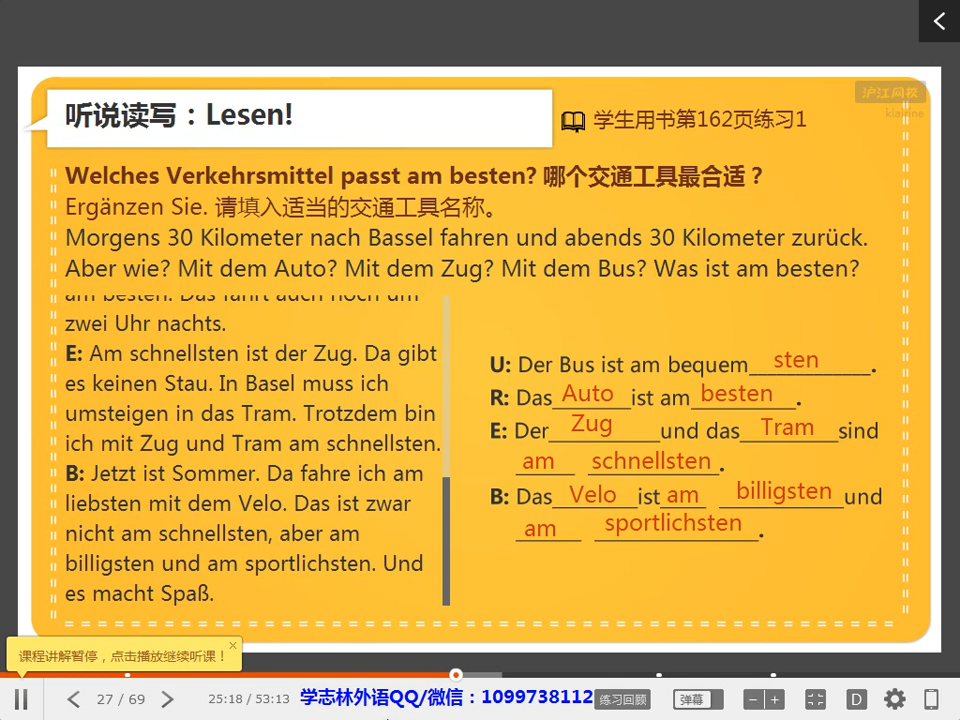 听说读写：Lesen!
学生用书第162页练习1
沪江网校
Welches Verkehrsmittel passt am besten? 哪个交通工具最合适？
Ergänzen Sie. 请填入适当的交通工具名称。
Morgens 30 Kilometer nach Bassel fahren und abends 30 Kilometer zurück.
Aber wie? Mit dem Auto? Mit dem Zug? Mit dem Bus? Was ist am besten?
am besten. Das fährt auch noch um
zwei Uhr nachts.
E: Am schnellsten ist der Zug. Da gibt
es keinen Stau. In Basel muss ich
umsteigen in das Tram. Trotzdem bin
ich mit Zug und Tram am schnellsten.
B: Jetzt ist Sommer. Da fahre ich am
liebsten mit dem Velo. Das ist zwar
nicht am schnellsten, aber am
billigsten und am sportlichsten. Und
es macht Spaß.
U: Der Bus ist am bequem sten.
R: Das Auto ist am besten.
E: Der Zug und das Tram sind
am schnellsten.
B: Das Velo ist am billigsten und
am sportlichsten.
课程讲解暂停，点击播放继续听课！
27 / 69
25:18 / 53:13
学志林外语QQ/微信：1099738112
练习回顾
弹幕
D